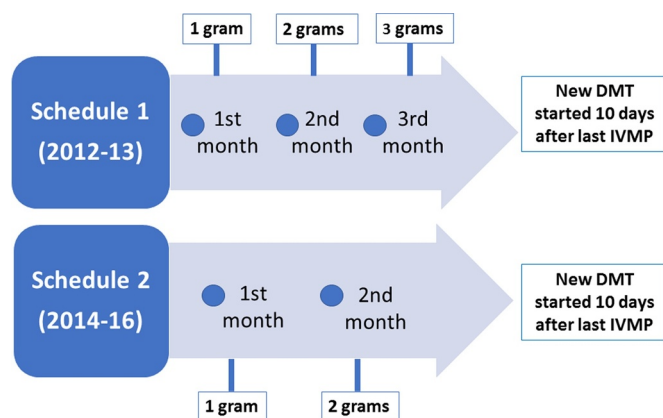 1 gram
2 grams
3 grams
Schedule 1
(2012-13)
1st
month
2nd
month
3rd
month
New DMT
started 10 days
after last IVMP
Schedule 2
(2014-16)
1st
month
2nd
month
New DMT
started 10 days
after last IVMP
1 gram
2 grams